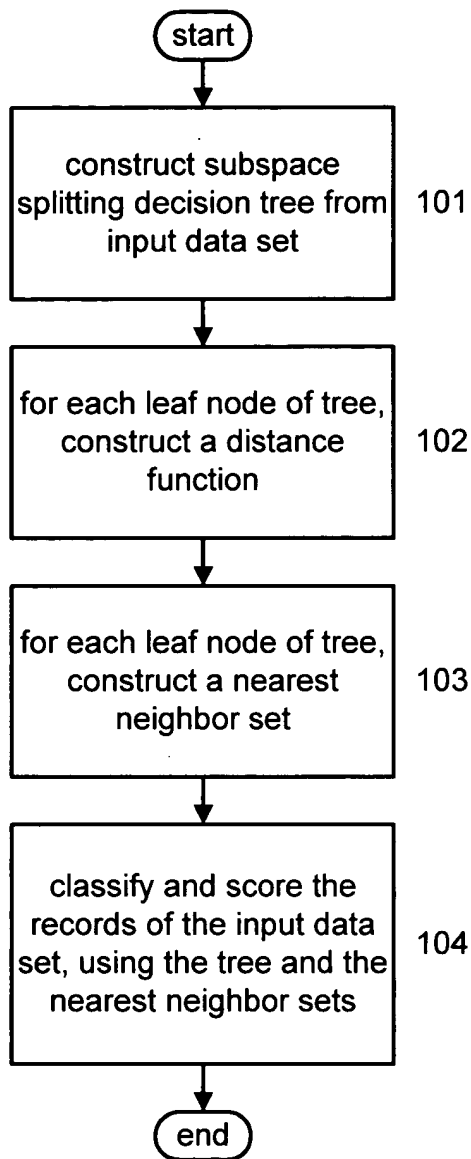 start
construct subspace
splitting decision tree from
input data set
101
for each leaf node of tree,
construct a distance
function
102
for each leaf node of tree,
construct a nearest
neighbor set
103
classify and score the
records of the input data
set, using the tree and the
nearest neighbor sets
104
end